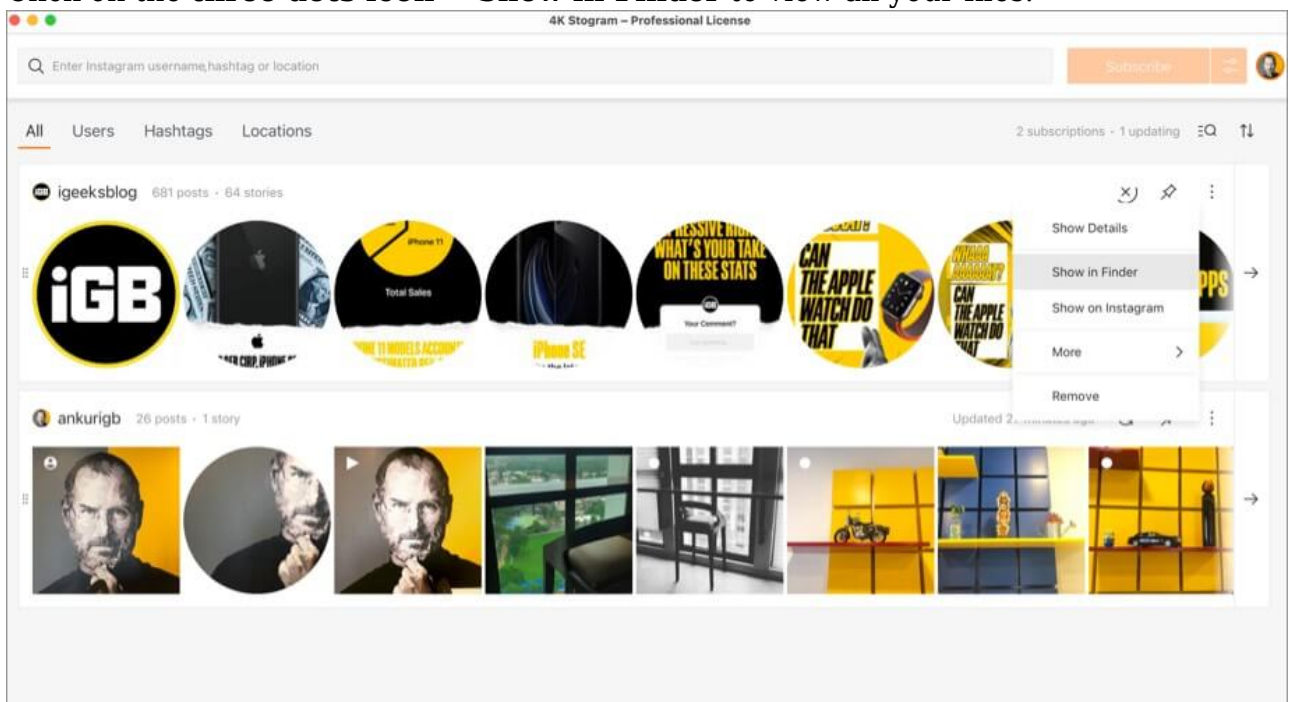 4K Stogram – Professional License
Enter Instagram username,hashtag or location
Subscribe
All Users Hashtags Locations
2 subscriptions - 1 updating
igeeksblog 681 posts · 64 stories
Show Details
Show in Finder
Show on Instagram
More
Remove
iGB
iPhone 11
Total Sales
iPhone SE
WHAT'S YOUR TAKE
ON THESE STATS
iGB
Your Comment?
CAN
THE APPLE
WATCH DO
THAT
CAN
THE APPLE
WATCH DO
THAT
PPS
ankurigb 26 posts · 1 story
Updated 2